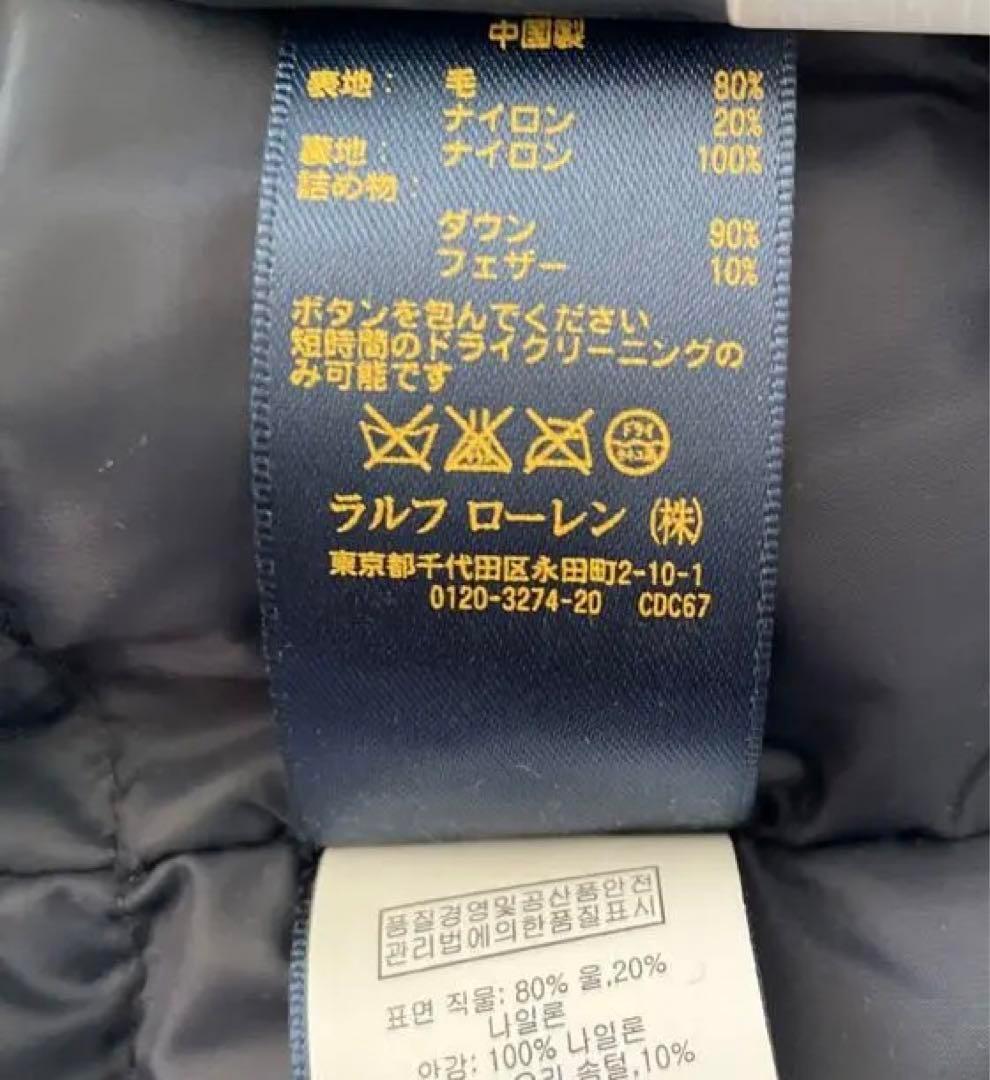 中国製
表地： 毛 80%
ナイロン 20%
裏地： ナイロン 100%
詰め物：
ダウン 90%
フェザー 10%
ボタンを包んでください
短時間のドライクリーニングの
み可能です
ラルフ ローレン (株)
東京都千代田区永田町2-10-1
0120-3274-20 CDC67
품질경영및공산품안전
관리법에의한품질표시
표면 직물: 80% 울,20%
나일론
안감: 100% 나일론
오리 솜털,10%